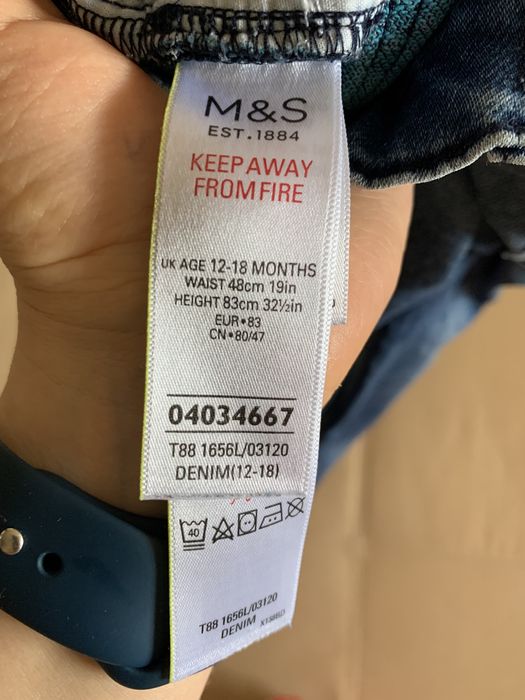 M&S
EST.1884
KEEP AWAY
FROM FIRE
UK AGE 12-18 MONTHS
WAIST 48cm 19in
HEIGHT 83cm 32½in
EUR•83
CN•80/47
04034667
T88 1656L/03120
DENIM(12-18)
40
T88 1656L/03120
DENIM